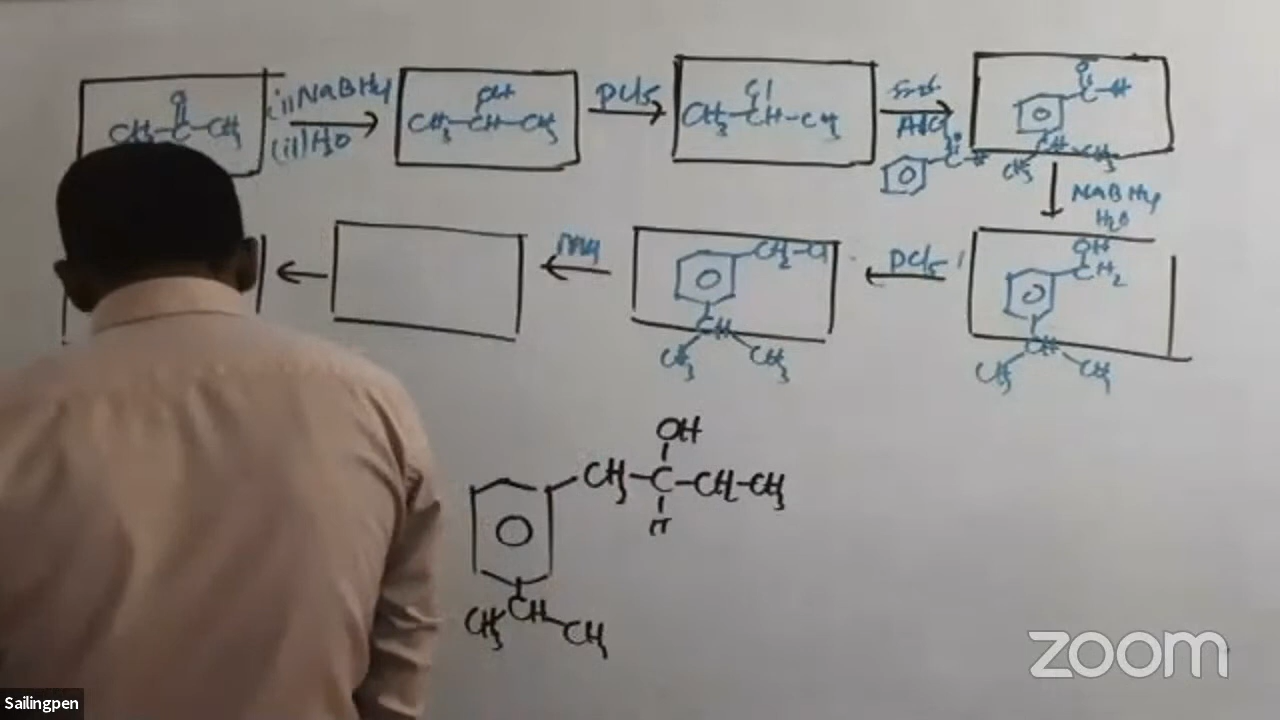 O
CH₃-C-CH₃
(i)NaBH₄
(ii)H₂O
OH
CH₃-CH-CH₃
PCl₅
Cl
CH₃-CH-CH₃
AlCl₃
O
C-H
O
C-H
CH
CH₃ CH₃
NaBH₄
H₂O
OH
CH₂
CH
CH₃ CH₃
PCl₅
CH₂-Cl
CH
CH₃ CH₃
Mg
OH
CH₂-C-CH₂-CH₃
H
CH
CH₃ CH₃
zoom
Sailingpen